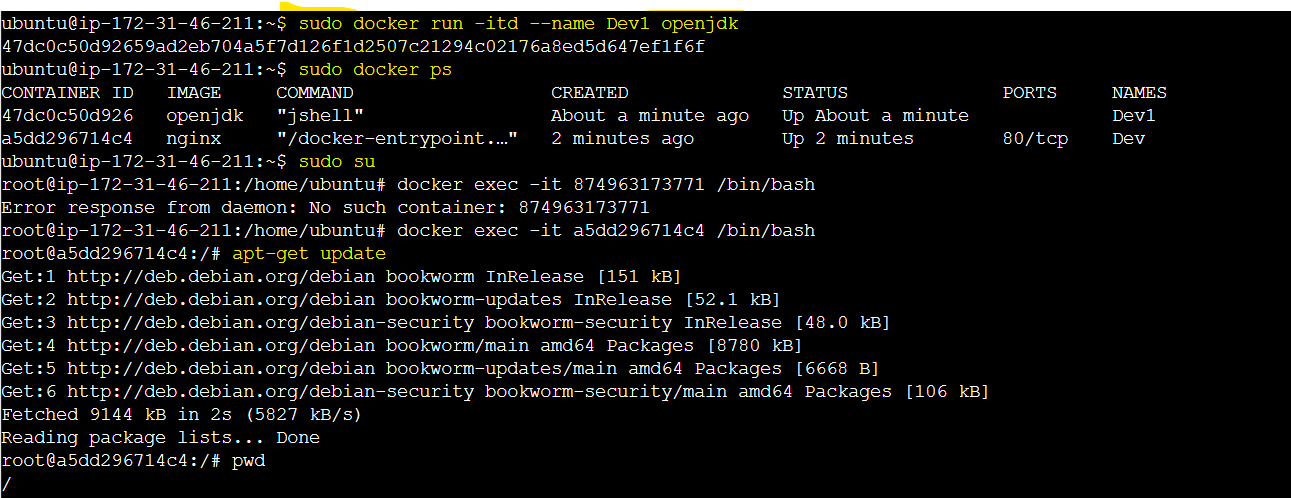 ubuntu@ip-172-31-46-211:~$ sudo docker run -itd --name Dev1 openjdk
47dc0c50d92659ad2eb704a5f7d126f1d2507c21294c02176a8ed5d647ef1f6f
ubuntu@ip-172-31-46-211:~$ sudo docker ps
CONTAINER ID   IMAGE     COMMAND                  CREATED              STATUS              PORTS     NAMES
47dc0c50d926   openjdk   "jshell"                 About a minute ago   Up About a minute             Dev1
a5dd296714c4   nginx     "/docker-entrypoint.…"   2 minutes ago        Up 2 minutes        80/tcp    Dev
ubuntu@ip-172-31-46-211:~$ sudo su
root@ip-172-31-46-211:/home/ubuntu# docker exec -it 874963173771 /bin/bash
Error response from daemon: No such container: 874963173771
root@ip-172-31-46-211:/home/ubuntu# docker exec -it a5dd296714c4 /bin/bash
root@a5dd296714c4:/# apt-get update
Get:1 http://deb.debian.org/debian bookworm InRelease [151 kB]
Get:2 http://deb.debian.org/debian bookworm-updates InRelease [52.1 kB]
Get:3 http://deb.debian.org/debian-security bookworm-security InRelease [48.0 kB]
Get:4 http://deb.debian.org/debian bookworm/main amd64 Packages [8780 kB]
Get:5 http://deb.debian.org/debian bookworm-updates/main amd64 Packages [6668 B]
Get:6 http://deb.debian.org/debian-security bookworm-security/main amd64 Packages [106 kB]
Fetched 9144 kB in 2s (5827 kB/s)
Reading package lists... Done
root@a5dd296714c4:/# pwd
/